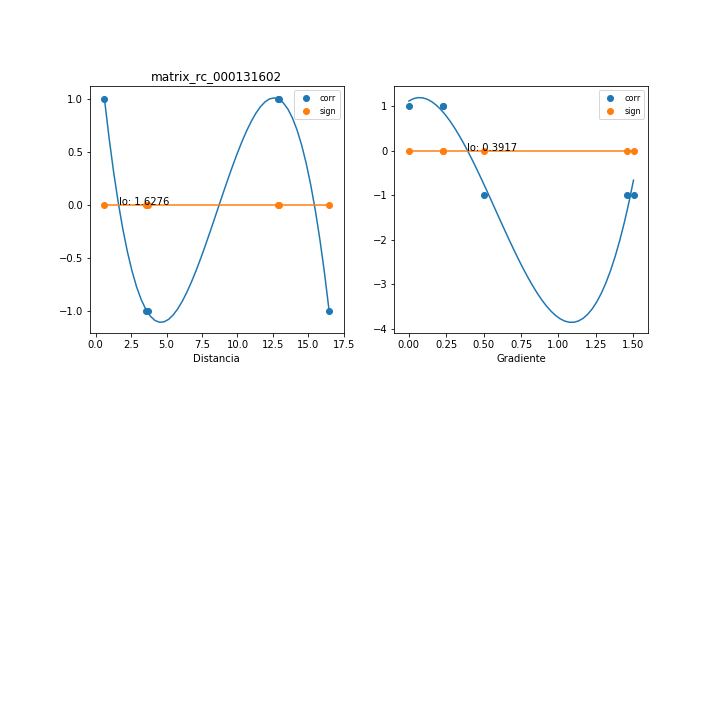 matrix_rc_000131602
1.0
0.5
0.0
−0.5
−1.0
corr
sign
lo: 1.6276
0.0 2.5 5.0 7.5 10.0 12.5 15.0 17.5
Distancia
1
0
−1
−2
−3
−4
corr
sign
lo: 0.3917
0.00 0.25 0.50 0.75 1.00 1.25 1.50
Gradiente